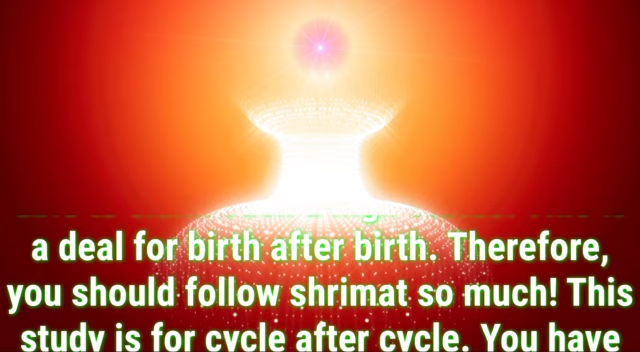 a deal for birth after birth. Therefore,
you should follow shrimat so much! This
study is for cycle after cycle. You have